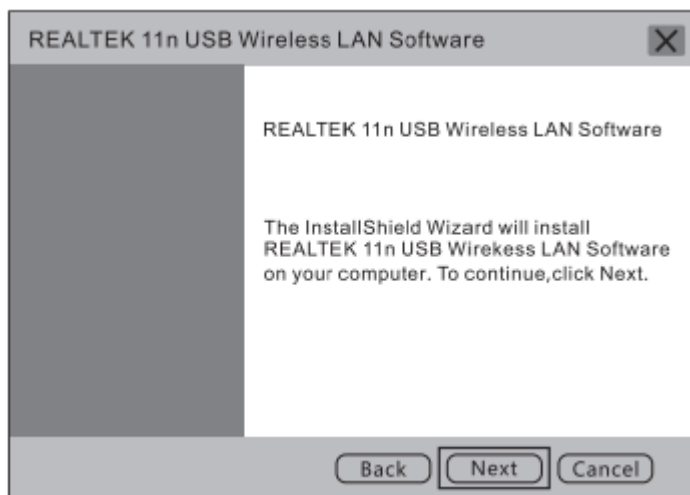 REALTEK 11n USB Wireless LAN Software
REALTEK 11n USB Wireless LAN Software
The InstallShield Wizard will install
REALTEK 11n USB Wirekess LAN Software
on your computer. To continue,click Next.
Back Next Cancel